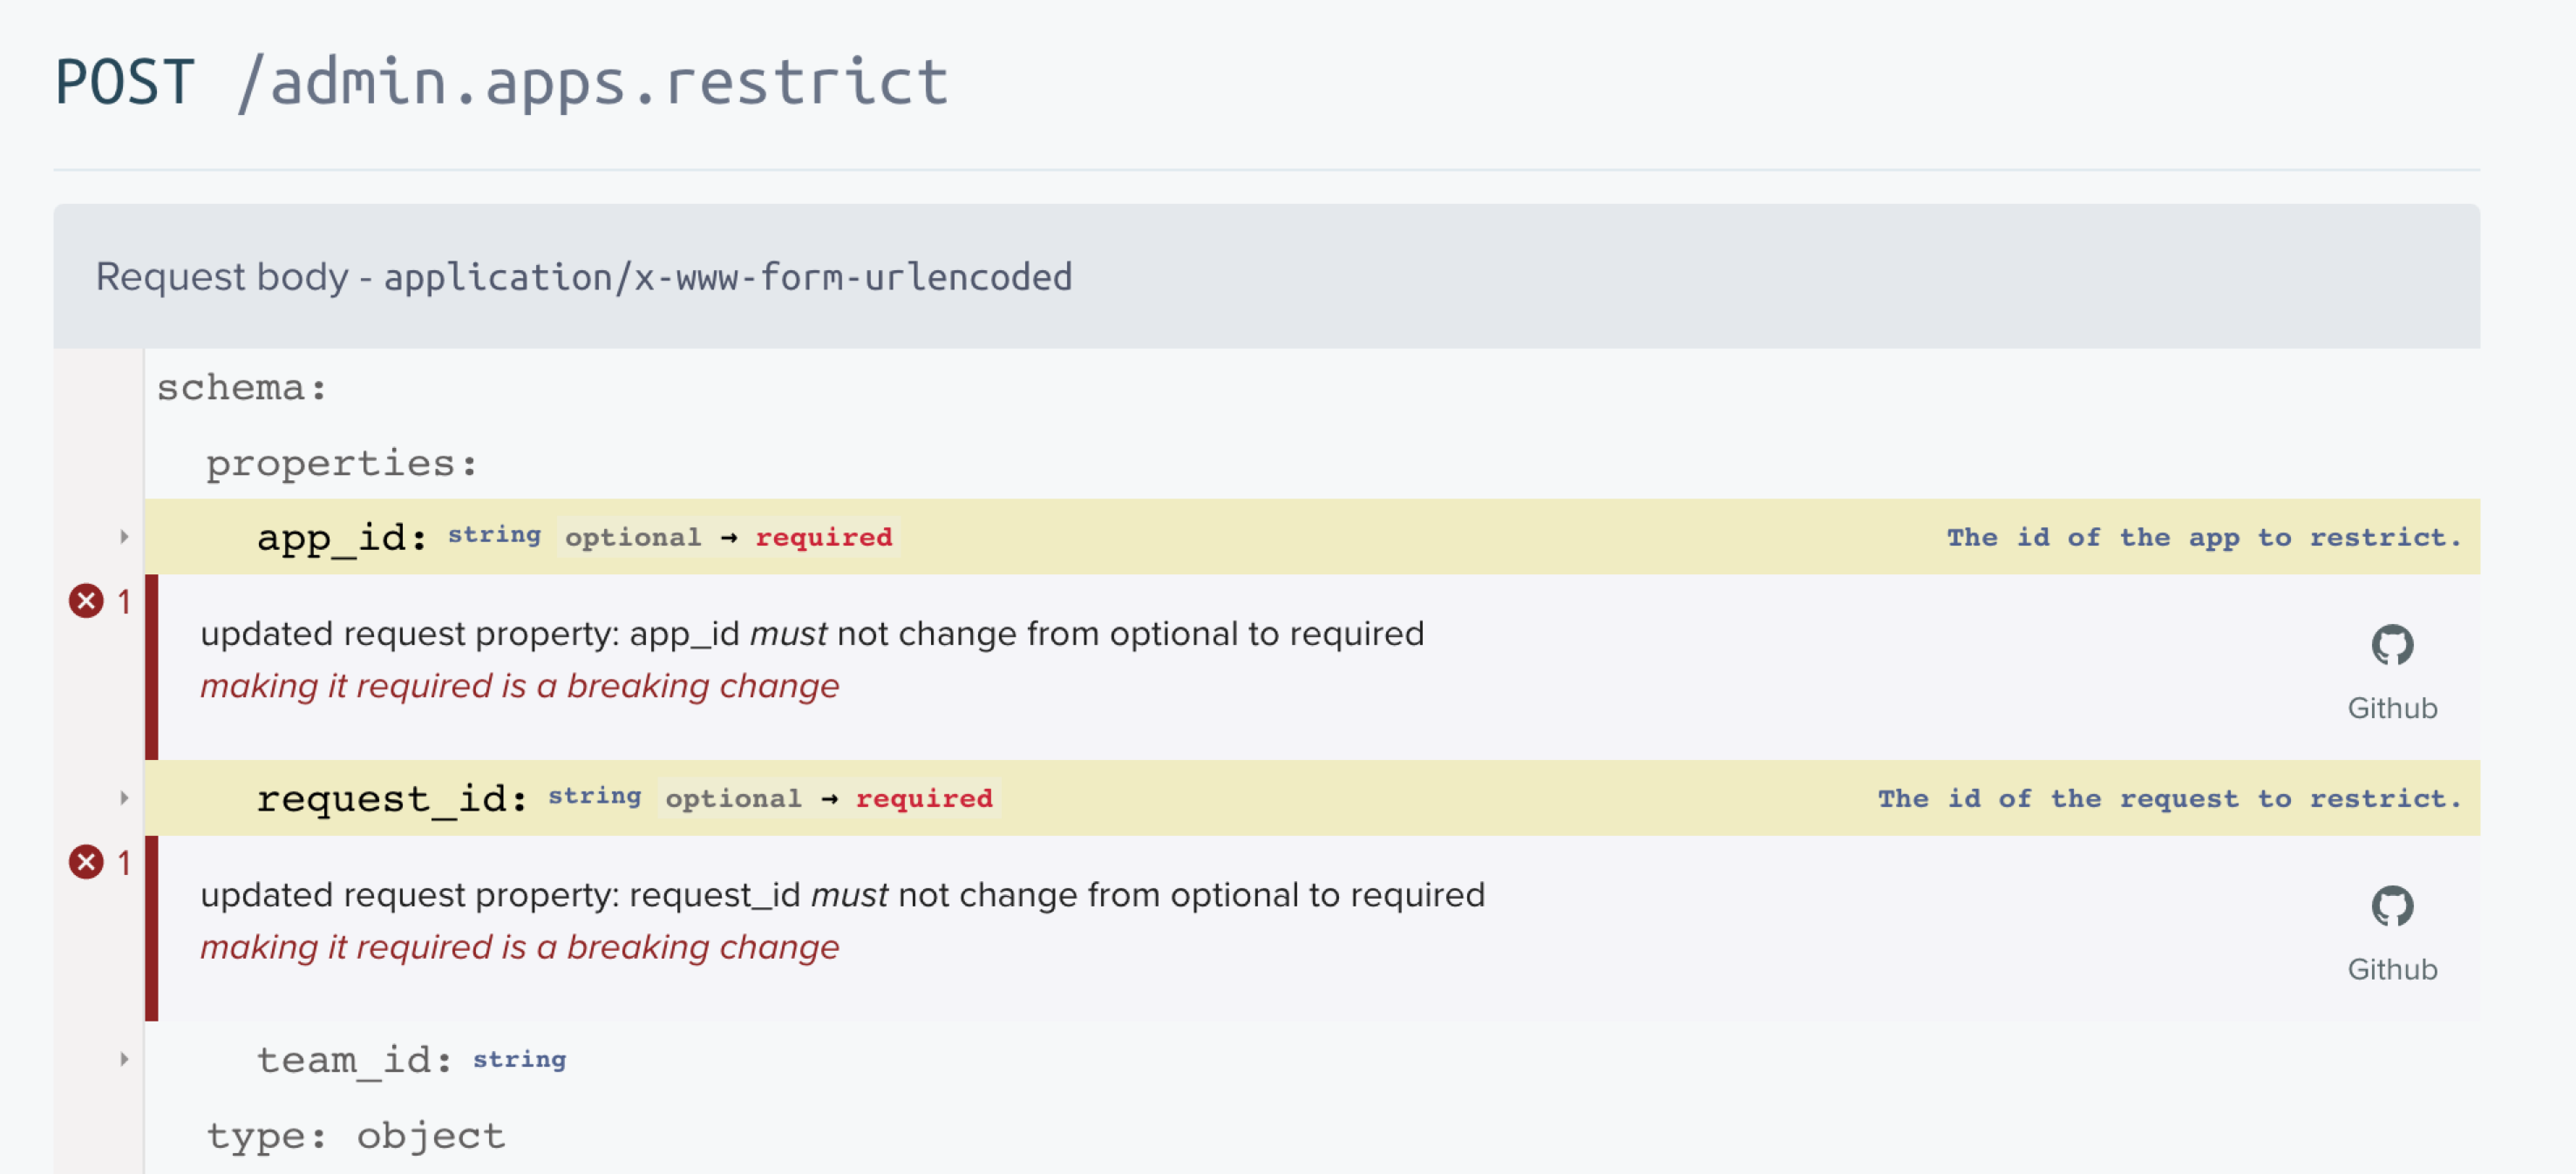 POST /admin.apps.restrict
Request body - application/x-www-form-urlencoded
schema:
properties:
app_id: string optional → required The id of the app to restrict.
1 updated request property: app_id must not change from optional to required
making it required is a breaking change
Github
request_id: string optional → required The id of the request to restrict.
1 updated request property: request_id must not change from optional to required
making it required is a breaking change
Github
team_id: string
type: object